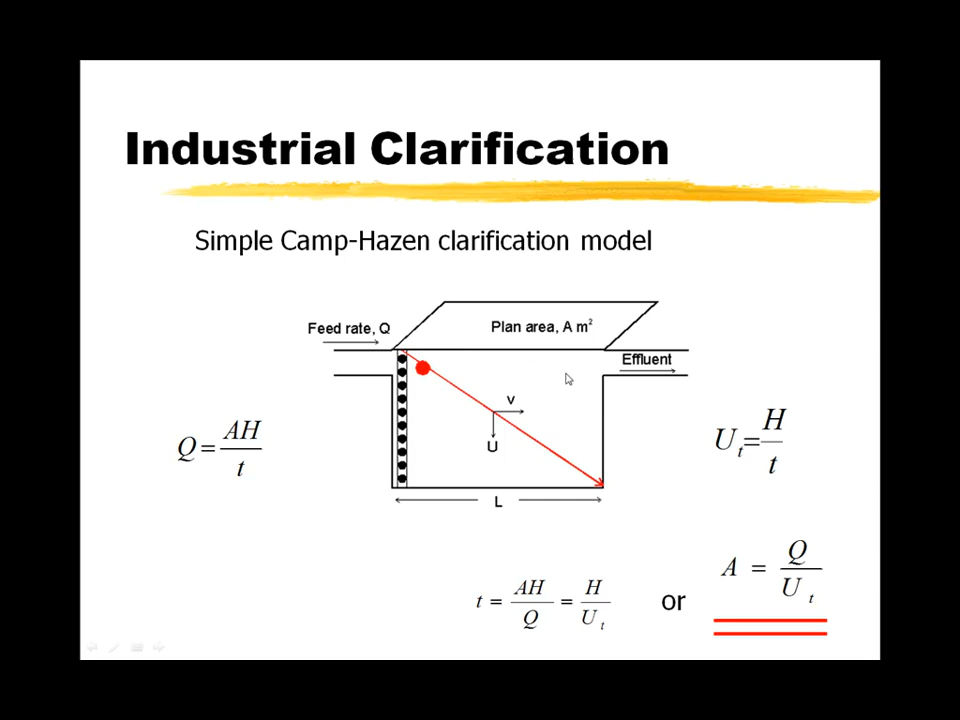 Industrial Clarification
Simple Camp-Hazen clarification model
Feed rate, Q
Plan area, A m²
Effluent
v
U
L
Q = AH/t
U_t = H/t
t = AH/Q = H/U_t
or
A = Q/U_t